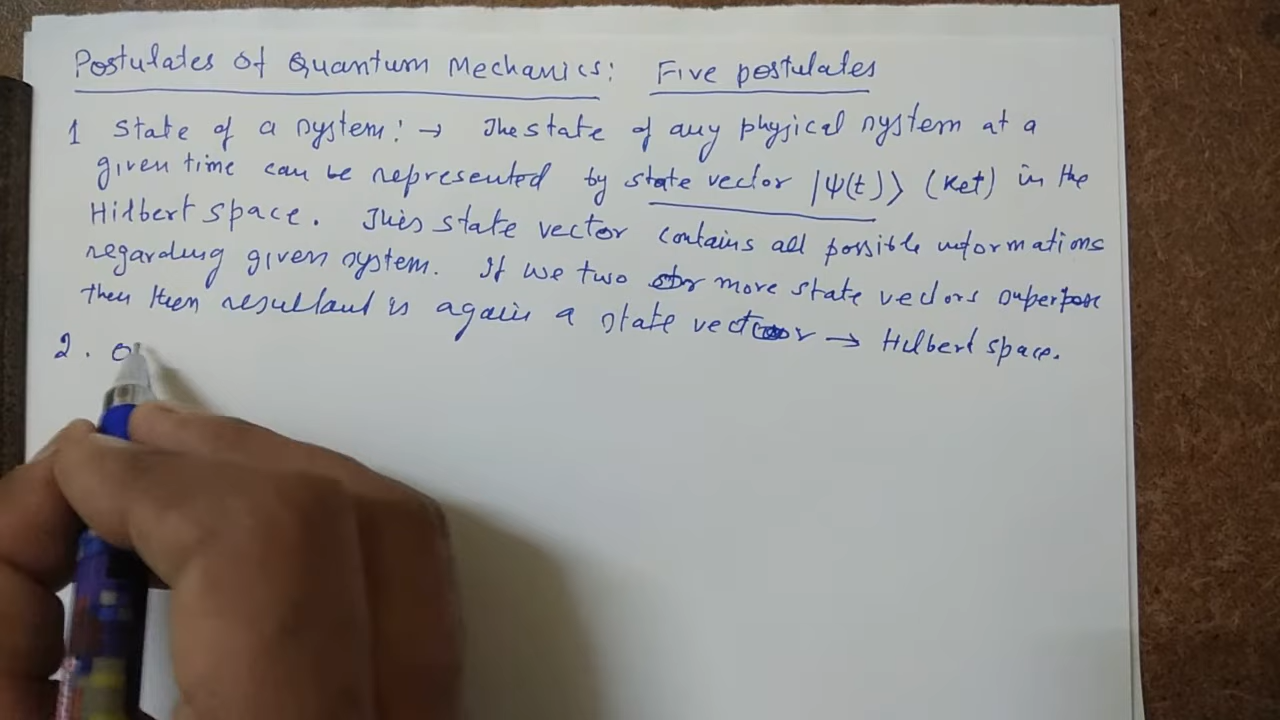 Postulates of Quantum Mechanics: Five postulates
1 State of a system: → The state of any physical system at a
given time can be represented by state vector |Ψ(t)⟩ (Ket) in the
Hilbert space. This state vector contains all possible informations
regarding given system. If we two or more state vectors superpose
then then resultant is again a state vector → Hilbert space.
2.